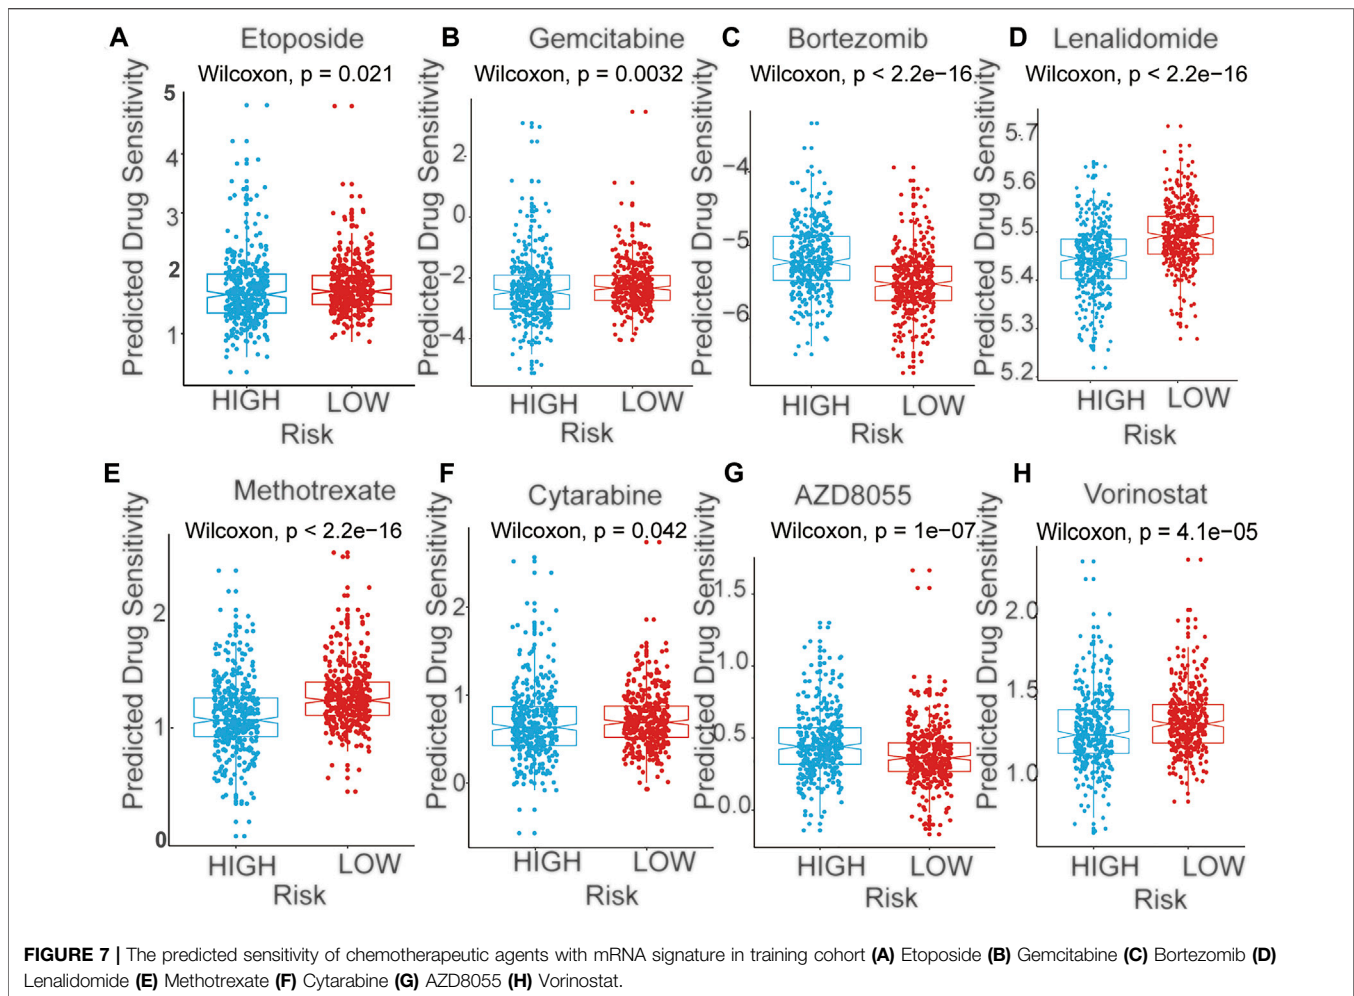 A Etoposide
Wilcoxon, p = 0.021
Predicted Drug Sensitivity
5
4
3
2
1
HIGH LOW
Risk
B Gemcitabine
Wilcoxon, p = 0.0032
Predicted Drug Sensitivity
2
0
−2
−4
HIGH LOW
Risk
C Bortezomib
Wilcoxon, p < 2.2e−16
Predicted Drug Sensitivity
−4
−5
−6
HIGH LOW
Risk
D Lenalidomide
Wilcoxon, p < 2.2e−16
Predicted Drug Sensitivity
5.7
5.6
5.5
5.4
5.3
5.2
HIGH LOW
Risk
E Methotrexate
Wilcoxon, p < 2.2e−16
Predicted Drug Sensitivity
2
1
0
HIGH LOW
Risk
F Cytarabine
Wilcoxon, p = 0.042
Predicted Drug Sensitivity
2
1
0
HIGH LOW
Risk
G AZD8055
Wilcoxon, p = 1e−07
Predicted Drug Sensitivity
1.5
1.0
0.5
0.0
HIGH LOW
Risk
H Vorinostat
Wilcoxon, p = 4.1e−05
Predicted Drug Sensitivity
2.0
1.5
1.0
HIGH LOW
Risk
FIGURE 7 | The predicted sensitivity of chemotherapeutic agents with mRNA signature in training cohort (A) Etoposide (B) Gemcitabine (C) Bortezomib (D)
Lenalidomide (E) Methotrexate (F) Cytarabine (G) AZD8055 (H) Vorinostat.